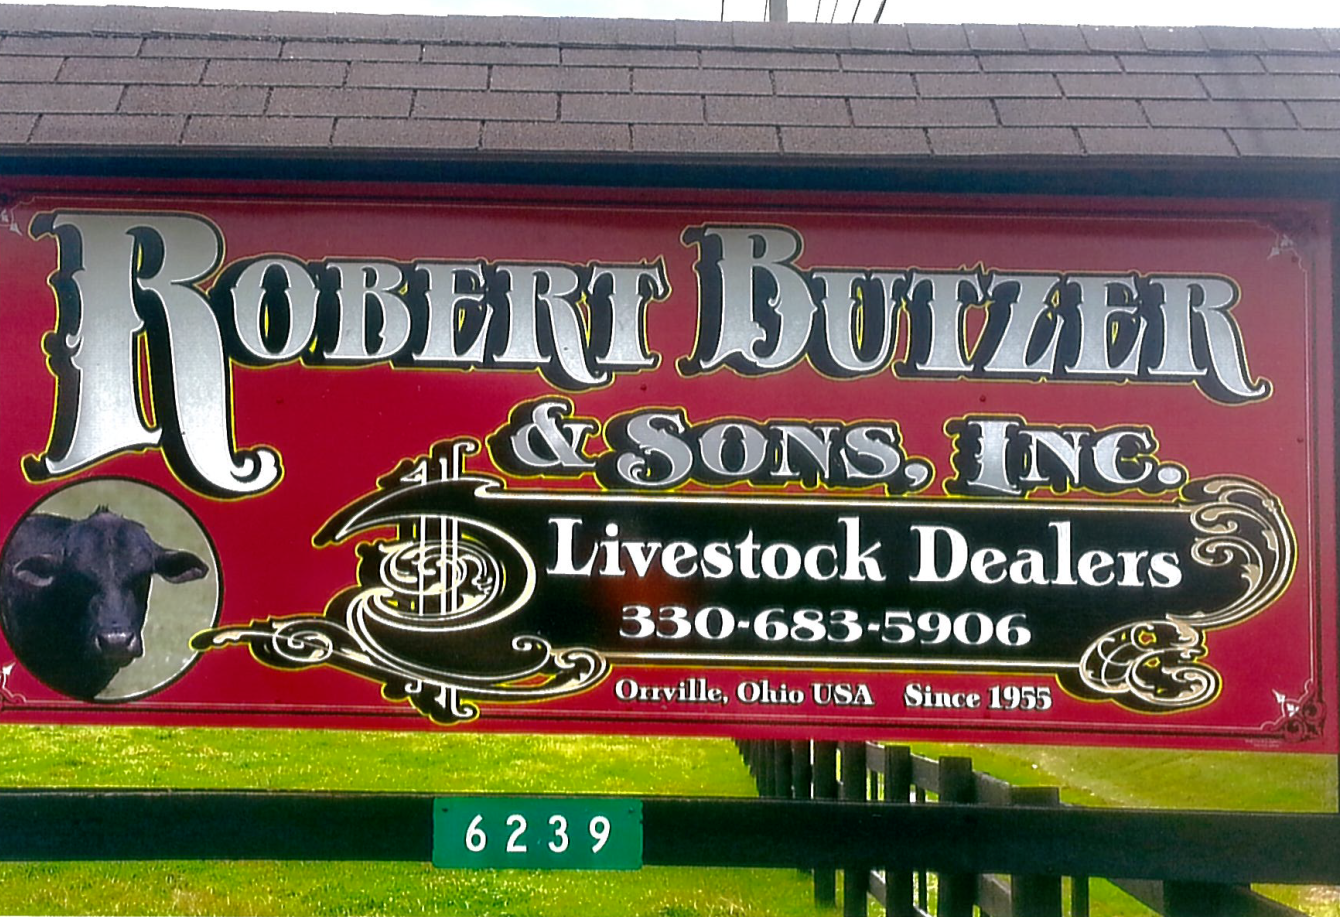 ROBERT BUTZER
& SONS, INC.
Livestock Dealers
330-683-5906
Orrville, Ohio USA Since 1955
6239